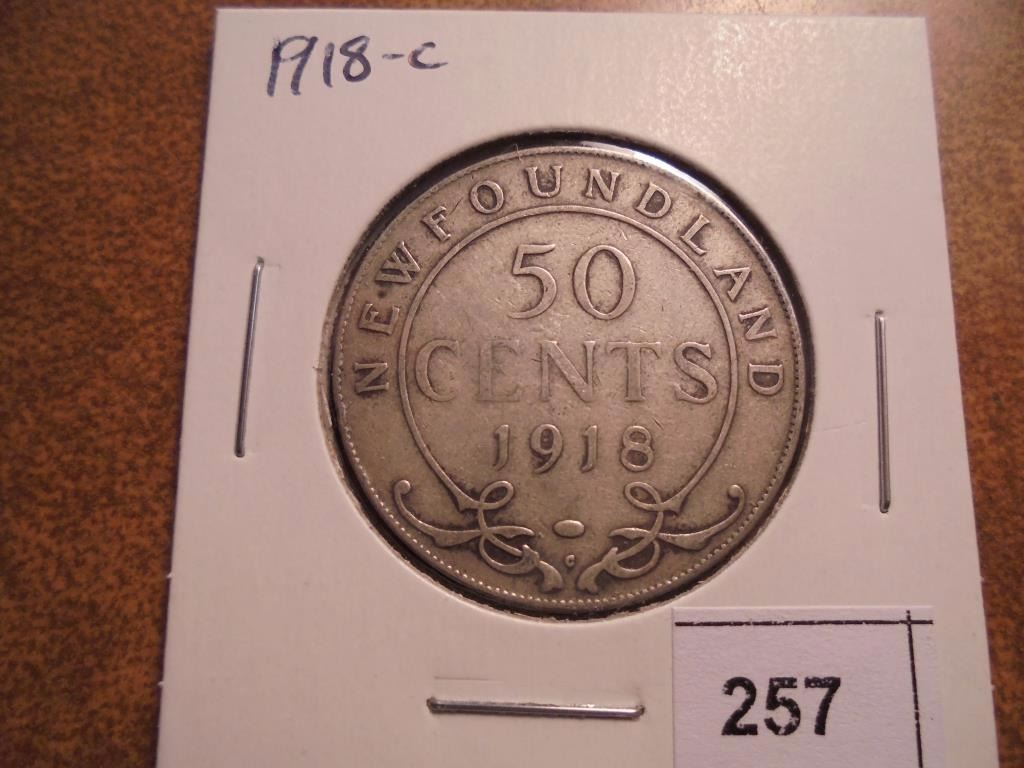 1918-C
NEWFOUNDLAND
50
CENTS
1918
C
257